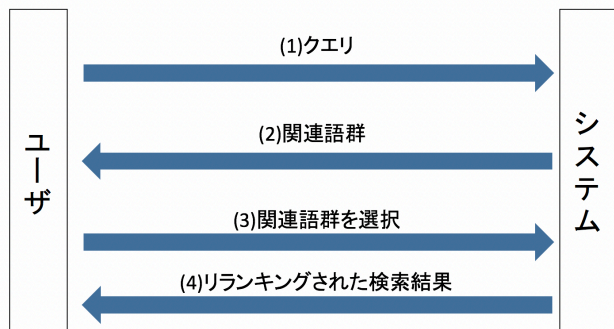 (1)クエリ
(2)関連語群
(3)関連語群を選択
(4)リランキングされた検索結果
ユーザ
システム